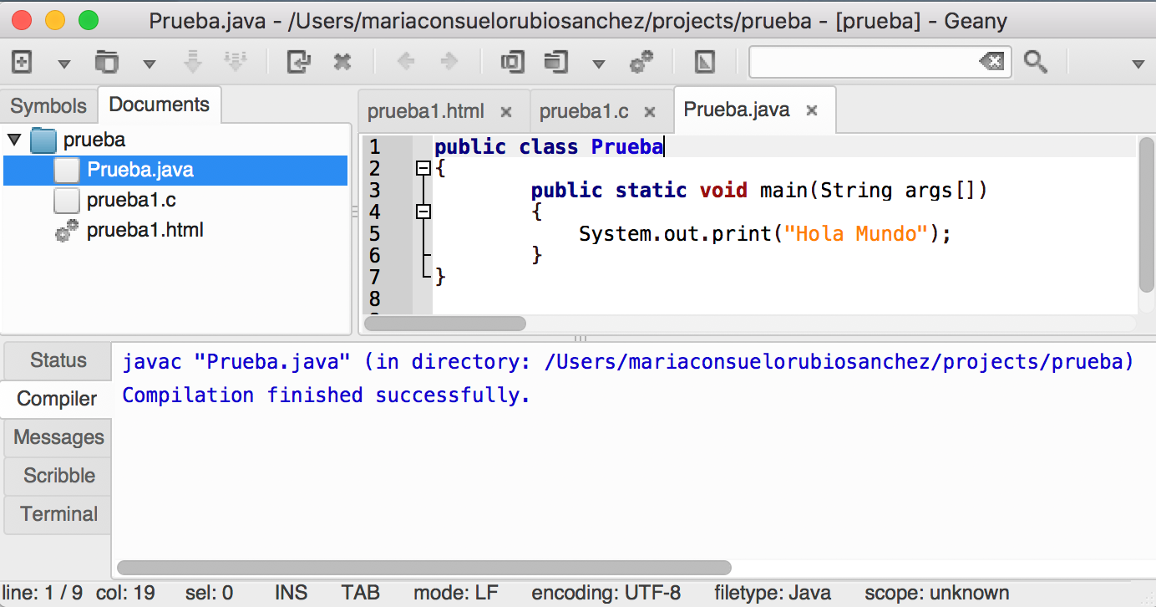 Prueba.java - /Users/mariaconsuelorubiosanchez/projects/prueba - [prueba] - Geany
Symbols Documents
prueba
Prueba.java
prueba1.c
prueba1.html
prueba1.html prueba1.c Prueba.java
1 public class Prueba
2 {
3 public static void main(String args[])
4 {
5 System.out.print("Hola Mundo");
6 }
7 }
8
Status
Compiler
Messages
Scribble
Terminal
javac "Prueba.java" (in directory: /Users/mariaconsuelorubiosanchez/projects/prueba)
Compilation finished successfully.
line: 1 / 9 col: 19 sel: 0 INS TAB mode: LF encoding: UTF-8 filetype: Java scope: unknown